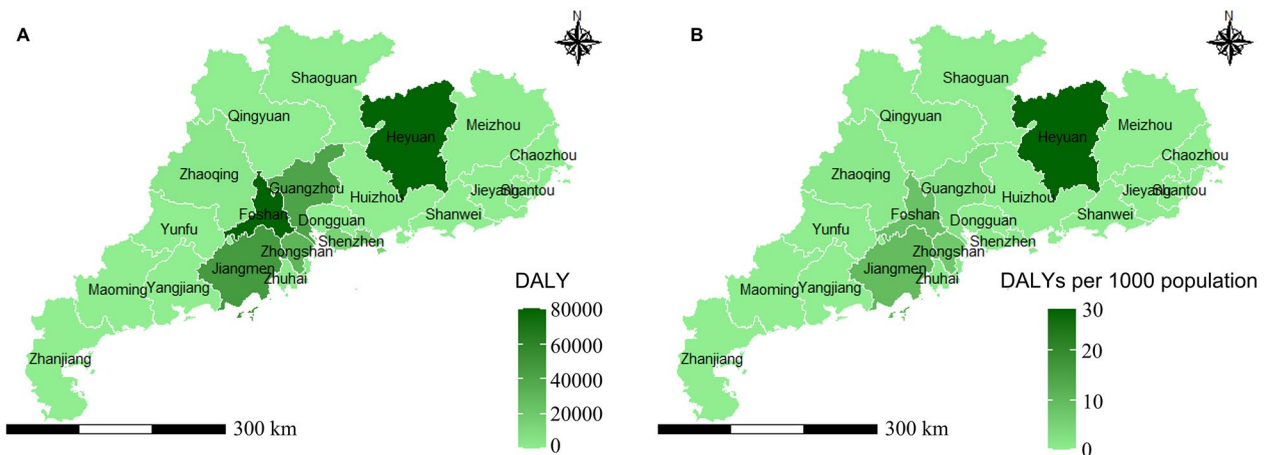 A
N
Shaoguan
Qingyuan
Heyuan
Meizhou
Chaozhou
Zhaoqing
Guangzhou
Huizhou
Jieyang
Shantou
Foshan
Dongguan
Shanwei
Yunfu
Shenzhen
Zhongshan
Jiangmen
Zhuhai
Maoming
Yangjiang
Zhanjiang
DALY
80000
60000
40000
20000
0
300 km
B
N
Shaoguan
Qingyuan
Heyuan
Meizhou
Chaozhou
Zhaoqing
Guangzhou
Huizhou
Jieyang
Shantou
Foshan
Dongguan
Shanwei
Yunfu
Shenzhen
Zhongshan
Jiangmen
Zhuhai
Maoming
Yangjiang
Zhanjiang
DALYs per 1000 population
30
20
10
0
300 km